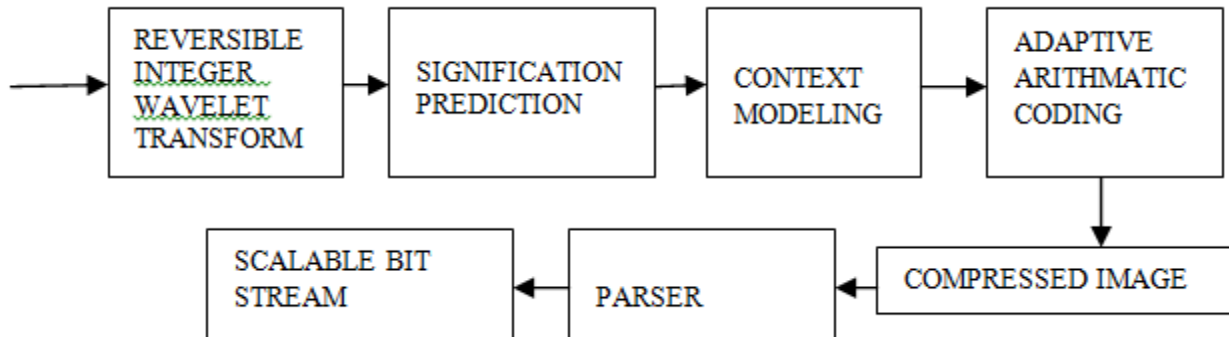 REVERSIBLE
INTEGER
WAVELET
TRANSFORM
SIGNIFICATION
PREDICTION
CONTEXT
MODELING
ADAPTIVE
ARITHMATIC
CODING
COMPRESSED IMAGE
PARSER
SCALABLE BIT
STREAM